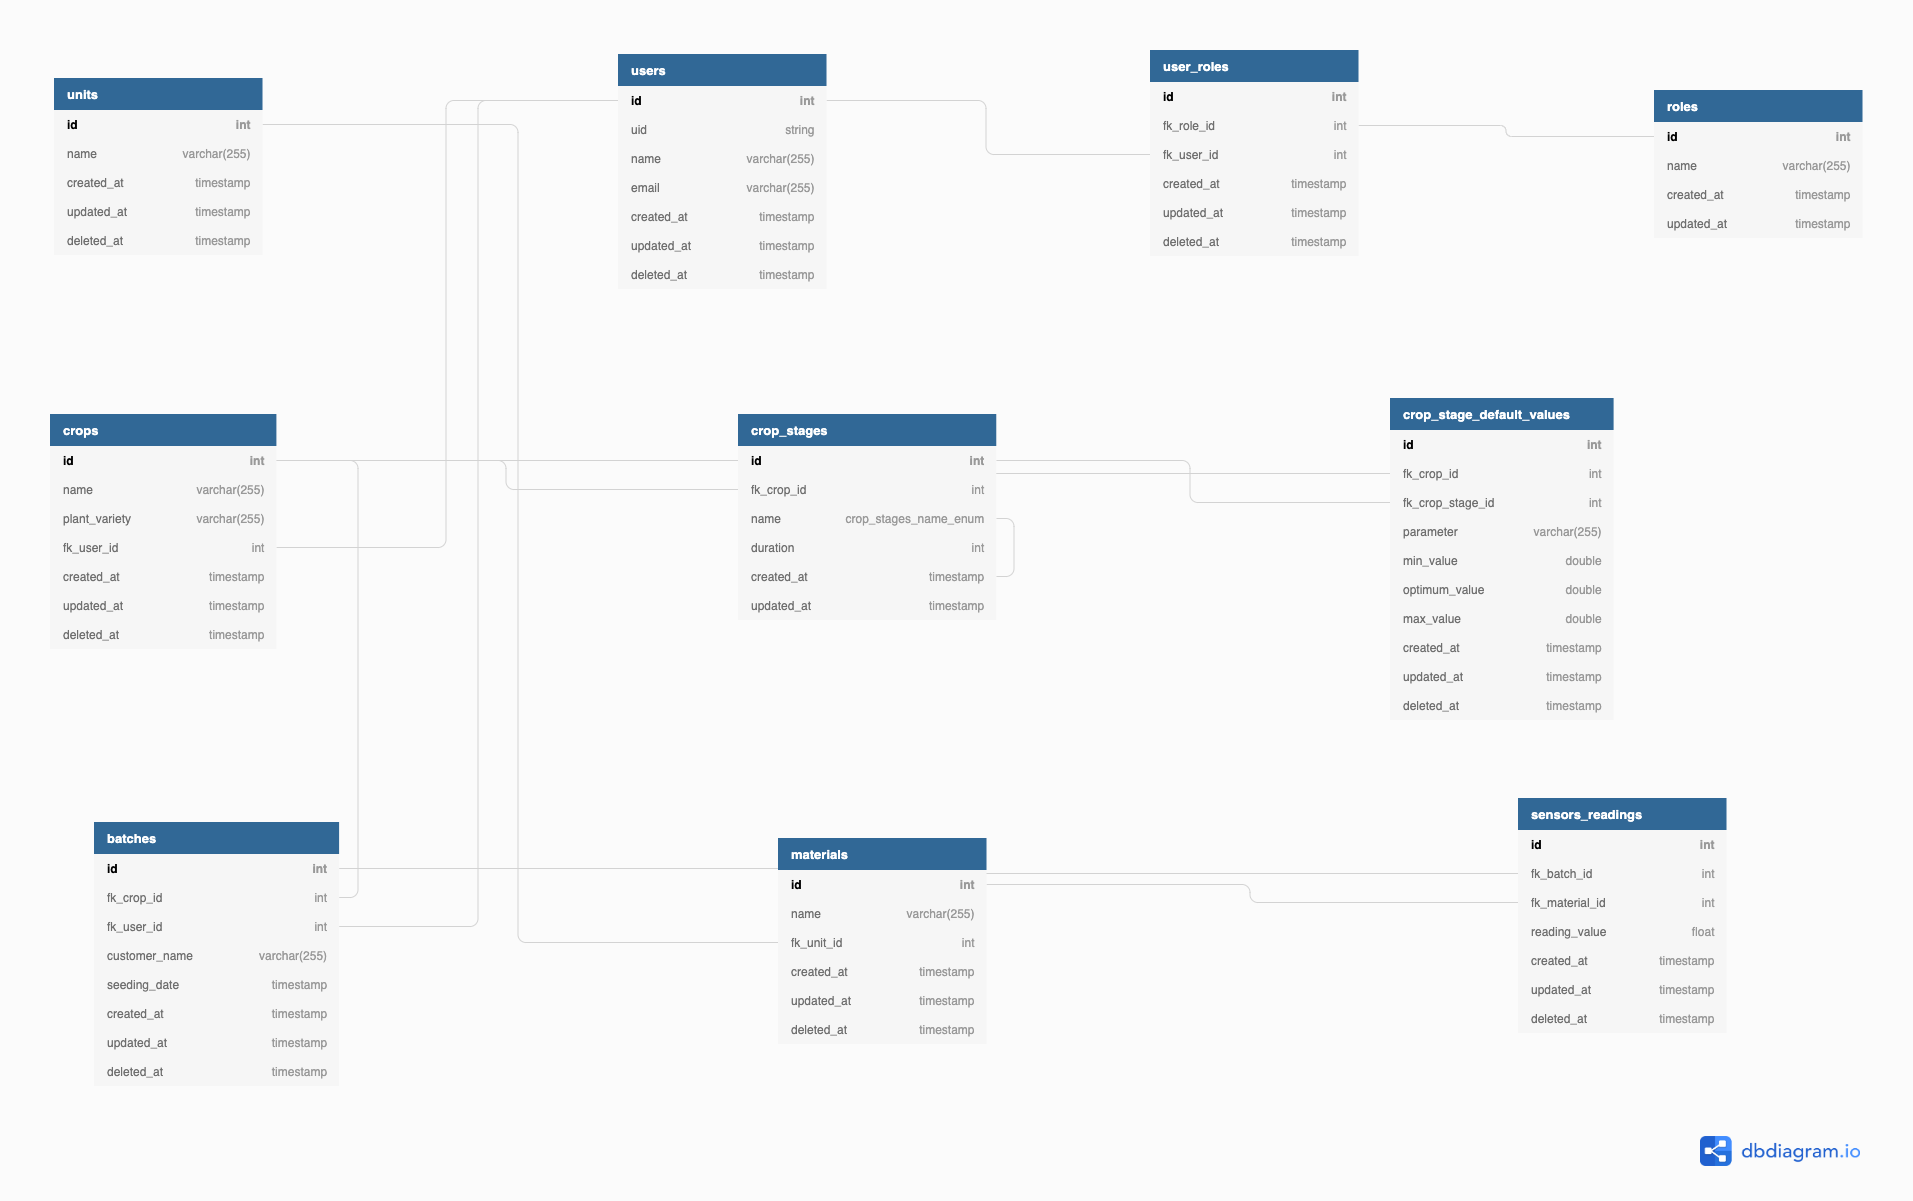 units
id int
name varchar(255)
created_at timestamp
updated_at timestamp
deleted_at timestamp
users
id int
uid string
name varchar(255)
email varchar(255)
created_at timestamp
updated_at timestamp
deleted_at timestamp
user_roles
id int
fk_role_id int
fk_user_id int
created_at timestamp
updated_at timestamp
deleted_at timestamp
roles
id int
name varchar(255)
created_at timestamp
updated_at timestamp
crops
id int
name varchar(255)
plant_variety varchar(255)
fk_user_id int
created_at timestamp
updated_at timestamp
deleted_at timestamp
crop_stages
id int
fk_crop_id int
name crop_stages_name_enum
duration int
created_at timestamp
updated_at timestamp
crop_stage_default_values
id int
fk_crop_id int
fk_crop_stage_id int
parameter varchar(255)
min_value double
optimum_value double
max_value double
created_at timestamp
updated_at timestamp
deleted_at timestamp
batches
id int
fk_crop_id int
fk_user_id int
customer_name varchar(255)
seeding_date timestamp
created_at timestamp
updated_at timestamp
deleted_at timestamp
materials
id int
name varchar(255)
fk_unit_id int
created_at timestamp
updated_at timestamp
deleted_at timestamp
sensors_readings
id int
fk_batch_id int
fk_material_id int
reading_value float
created_at timestamp
updated_at timestamp
deleted_at timestamp
dbdiagram.io